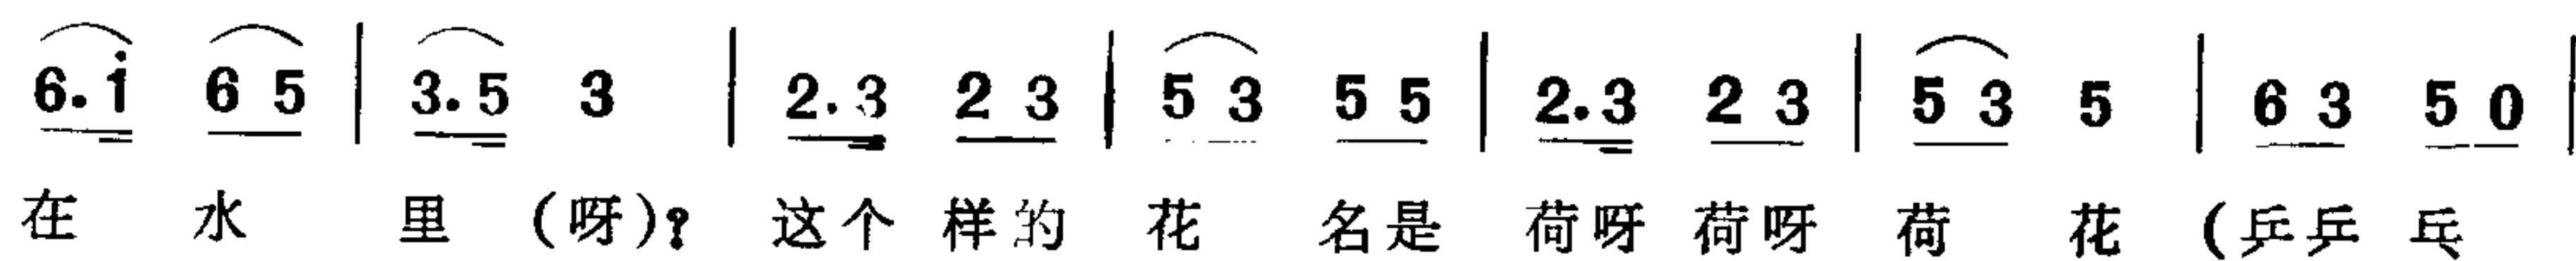 6.1̇ 6 5 | 3.5 3 | 2.3 2 3 | 5 3 5 5 | 2.3 2 3 | 5 3 5 | 6 3 5 0 |
在 水 里 (呀)? 这个 样的 花 名是 荷呀 荷呀 荷 花 (乒乒 乓